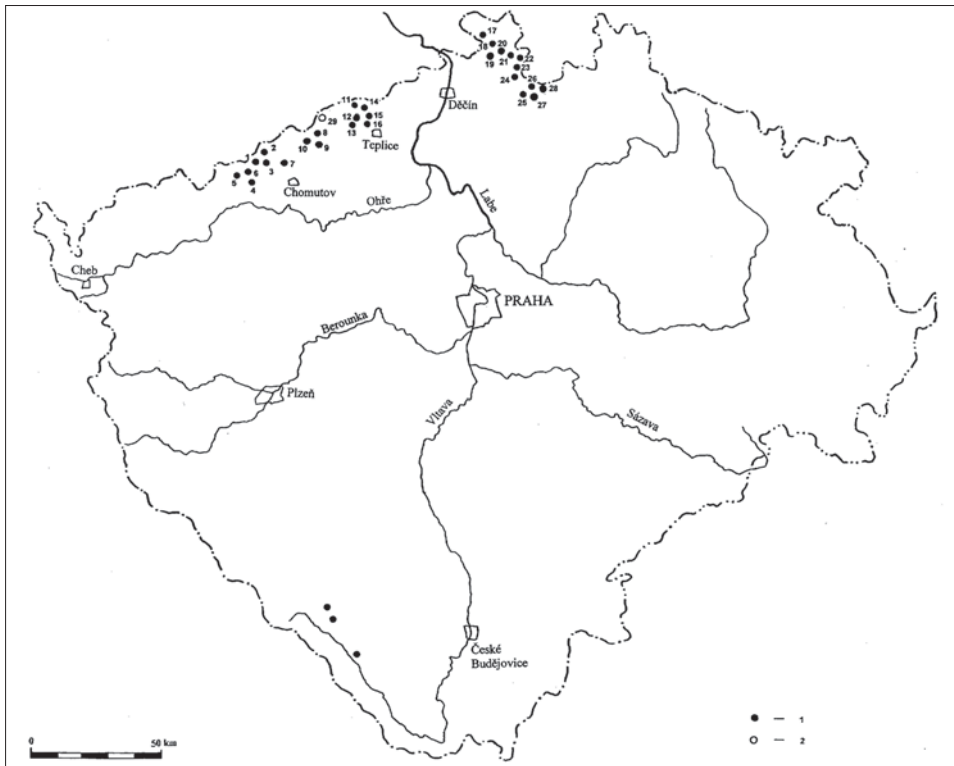 17
8 20
19 21 22
23
24
26
28
25 27
Děčín
11 14
29 12 15
13 16
Teplice
8
10 9
2
6 3 7
5
4
Chomutov
Ohře
Labe
Cheb
PRAHA
Berounka
Plzeň
Vltava
Sázava
České
Budějovice
0 50 km
● — 1
○ — 2